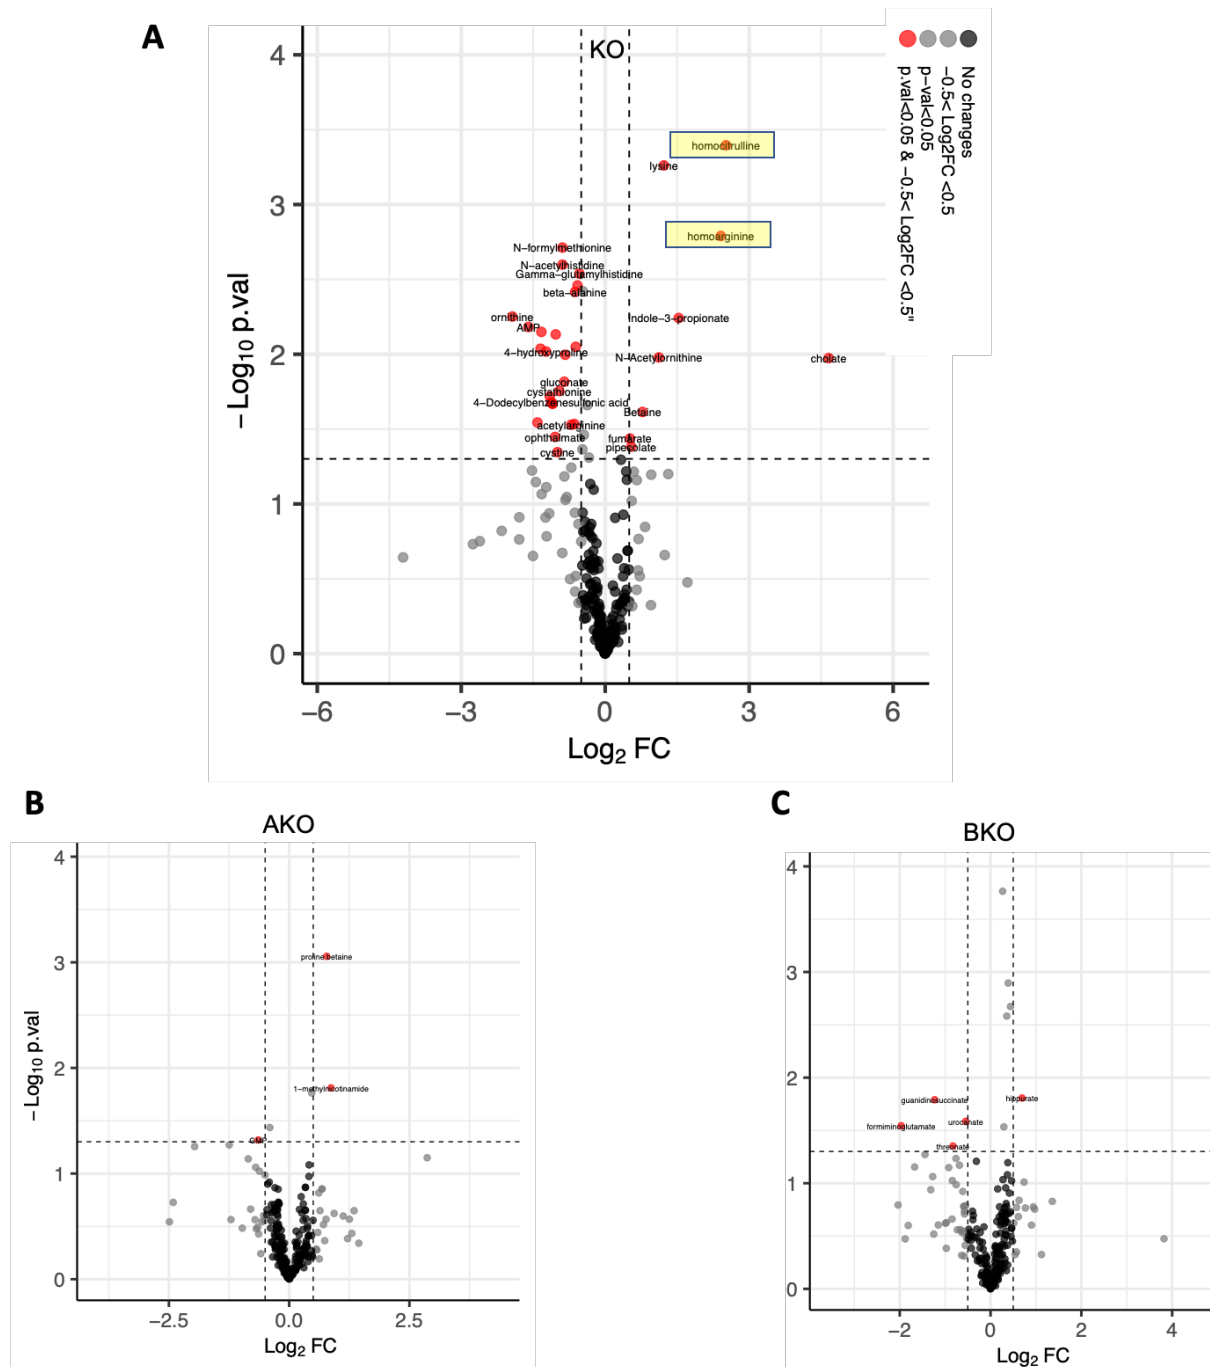 A
KO
No changes
−0.5< Log2FC <0.5
p−val<0.05
p.val<0.05 & −0.5< Log2FC <0.5"
4
homocitrulline
lysine
3
homoarginine
N−formylmethionine
N−acetylhistidine
Gamma−glutamylhistidine
beta−alanine
ornithine
Indole−3−propionate
AMP
4−hydroxyproline
2
N−Acetylornithine
cholate
gluconate
cystathionine
4−Dodecylbenzenesulfonic acid
Betaine
acetylarginine
ophthalmate
fumarate
pipecolate
cystine
1
0
−Log10 p.val
−6
−3
0
3
6
Log2 FC
B
AKO
4
3
proline betaine
2
1−methylnicotinamide
1
0
−Log10 p.val
−2.5
0.0
2.5
Log2 FC
C
BKO
4
3
2
guanidinosuccinate
hippurate
formiminoglutamate
urocanate
threonate
1
0
−2
0
2
4
Log2 FC